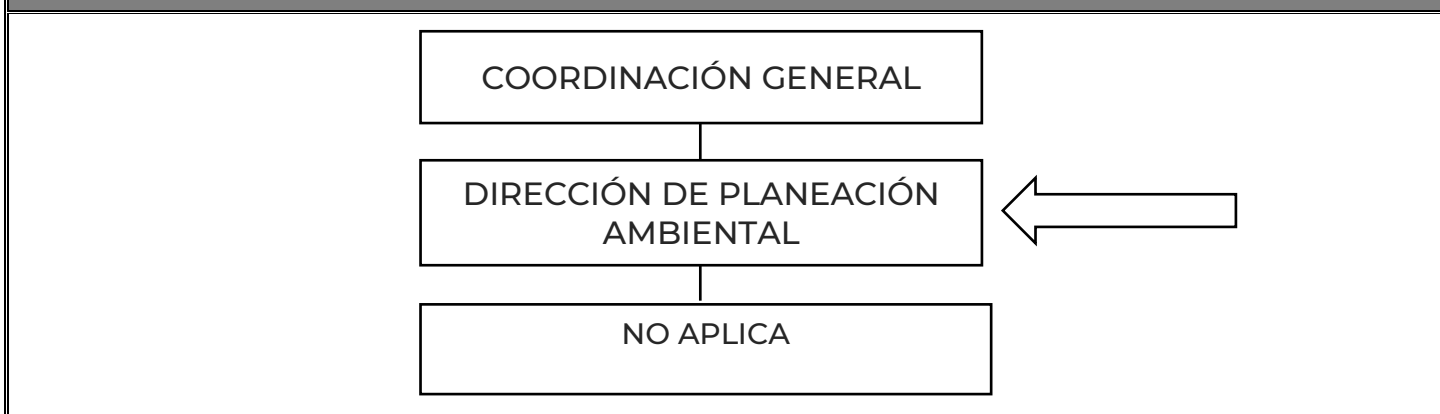 COORDINACIÓN GENERAL
DIRECCIÓN DE PLANEACIÓN
AMBIENTAL
NO APLICA